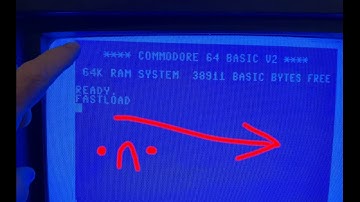 **** COMMODORE 64 BASIC V2 ****
64K RAM SYSTEM  38911 BASIC BYTES FREE
READY.
FASTLOAD